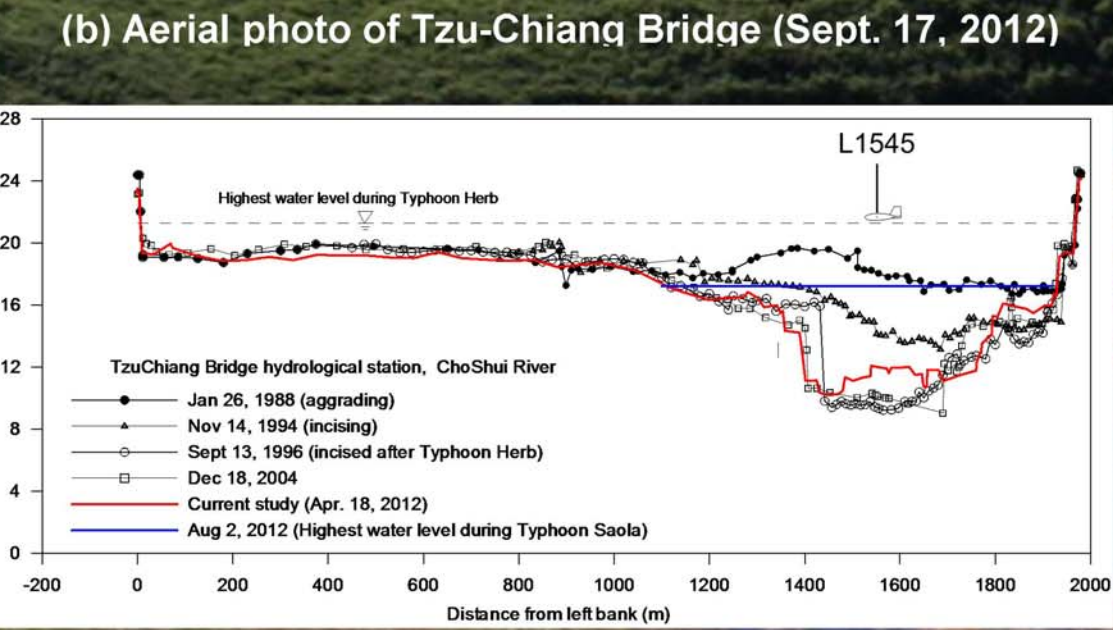 (b) Aerial photo of Tzu-Chiang Bridge (Sept. 17, 2012)
28
24
20
16
12
8
4
0
L1545
Highest water level during Typhoon Herb
TzuChiang Bridge hydrological station, ChoShui River
Jan 26, 1988 (aggrading)
Nov 14, 1994 (incising)
Sept 13, 1996 (incised after Typhoon Herb)
Dec 18, 2004
Current study (Apr. 18, 2012)
Aug 2, 2012 (Highest water level during Typhoon Saola)
-200 0 200 400 600 800 1000 1200 1400 1600 1800 2000
Distance from left bank (m)